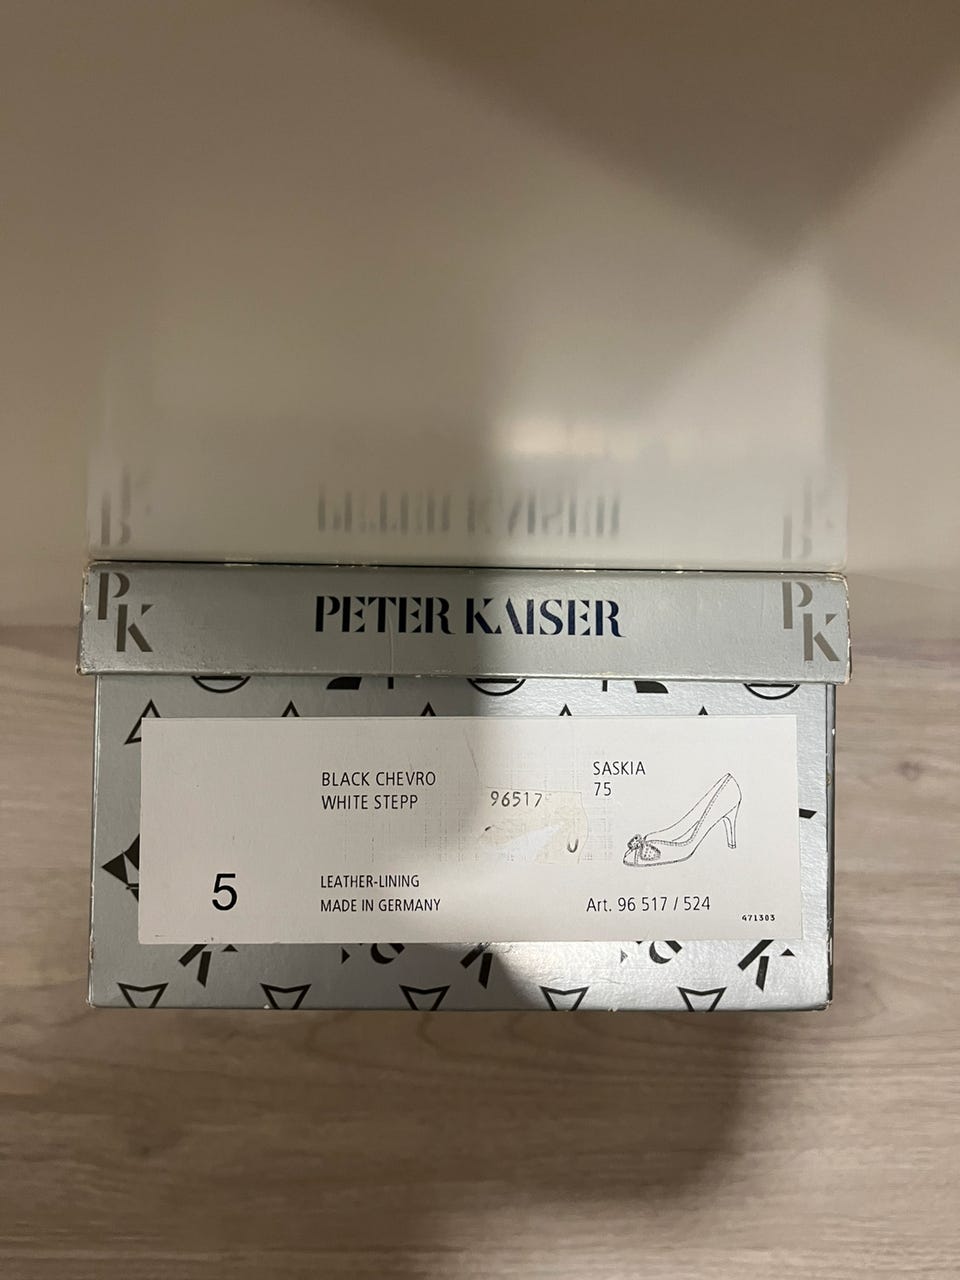 PK
PETER KAISER
PK
BLACK CHEVRO
WHITE STEPP
96517
SASKIA
75
5
LEATHER-LINING
MADE IN GERMANY
Art. 96 517 / 524
471303